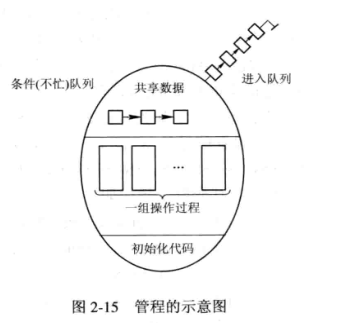 条件(不忙)队列
共享数据
进入队列
...
一组操作过程
初始化代码
图 2-15 管程的示意图